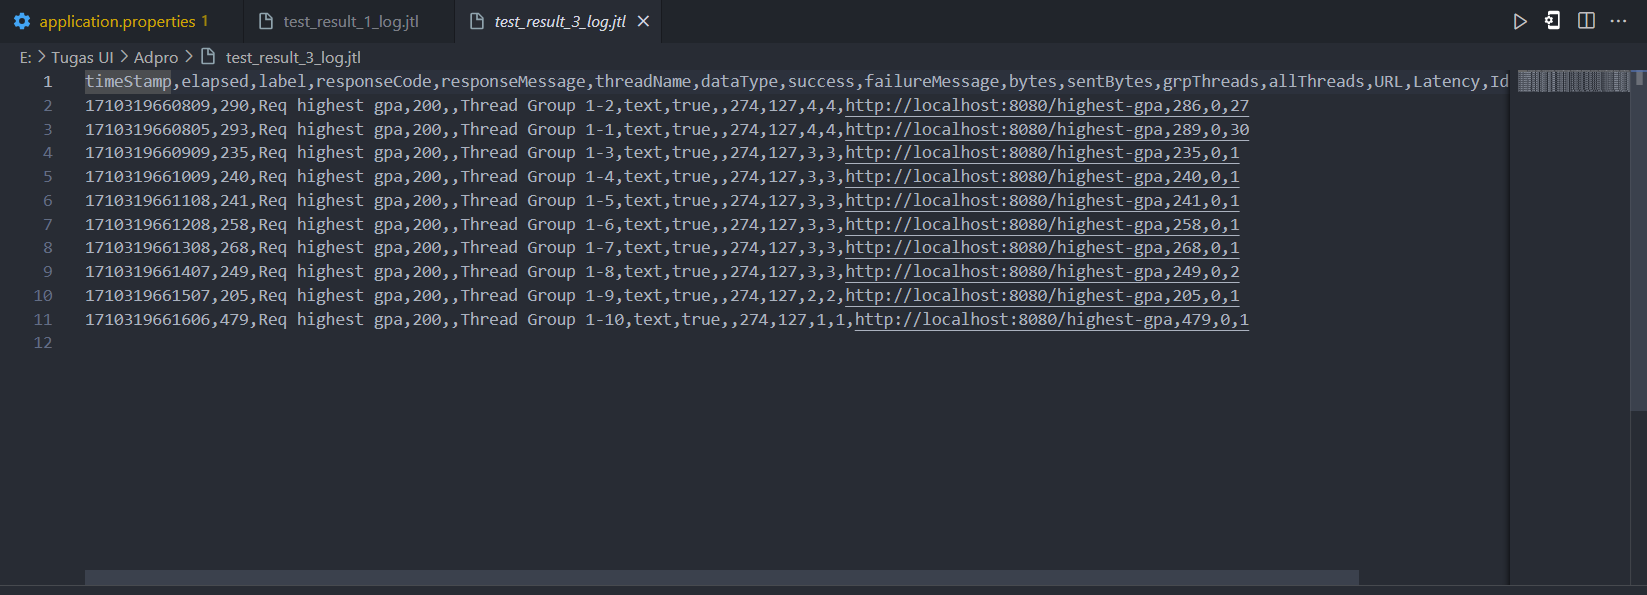 application.properties 1 test_result_1_log.jtl test_result_3_log.jtl
E: > Tugas UI > Adpro > test_result_3_log.jtl
1 timeStamp,elapsed,label,responseCode,responseMessage,threadName,dataType,success,failureMessage,bytes,sentBytes,grpThreads,allThreads,URL,Latency,Id
2 1710319660809,290,Req highest gpa,200,,Thread Group 1-2,text,true,,274,127,4,4,http://localhost:8080/highest-gpa,286,0,27
3 1710319660805,293,Req highest gpa,200,,Thread Group 1-1,text,true,,274,127,4,4,http://localhost:8080/highest-gpa,289,0,30
4 1710319660909,235,Req highest gpa,200,,Thread Group 1-3,text,true,,274,127,3,3,http://localhost:8080/highest-gpa,235,0,1
5 1710319661009,240,Req highest gpa,200,,Thread Group 1-4,text,true,,274,127,3,3,http://localhost:8080/highest-gpa,240,0,1
6 1710319661108,241,Req highest gpa,200,,Thread Group 1-5,text,true,,274,127,3,3,http://localhost:8080/highest-gpa,241,0,1
7 1710319661208,258,Req highest gpa,200,,Thread Group 1-6,text,true,,274,127,3,3,http://localhost:8080/highest-gpa,258,0,1
8 1710319661308,268,Req highest gpa,200,,Thread Group 1-7,text,true,,274,127,3,3,http://localhost:8080/highest-gpa,268,0,1
9 1710319661407,249,Req highest gpa,200,,Thread Group 1-8,text,true,,274,127,3,3,http://localhost:8080/highest-gpa,249,0,2
10 1710319661507,205,Req highest gpa,200,,Thread Group 1-9,text,true,,274,127,2,2,http://localhost:8080/highest-gpa,205,0,1
11 1710319661606,479,Req highest gpa,200,,Thread Group 1-10,text,true,,274,127,1,1,http://localhost:8080/highest-gpa,479,0,1
12